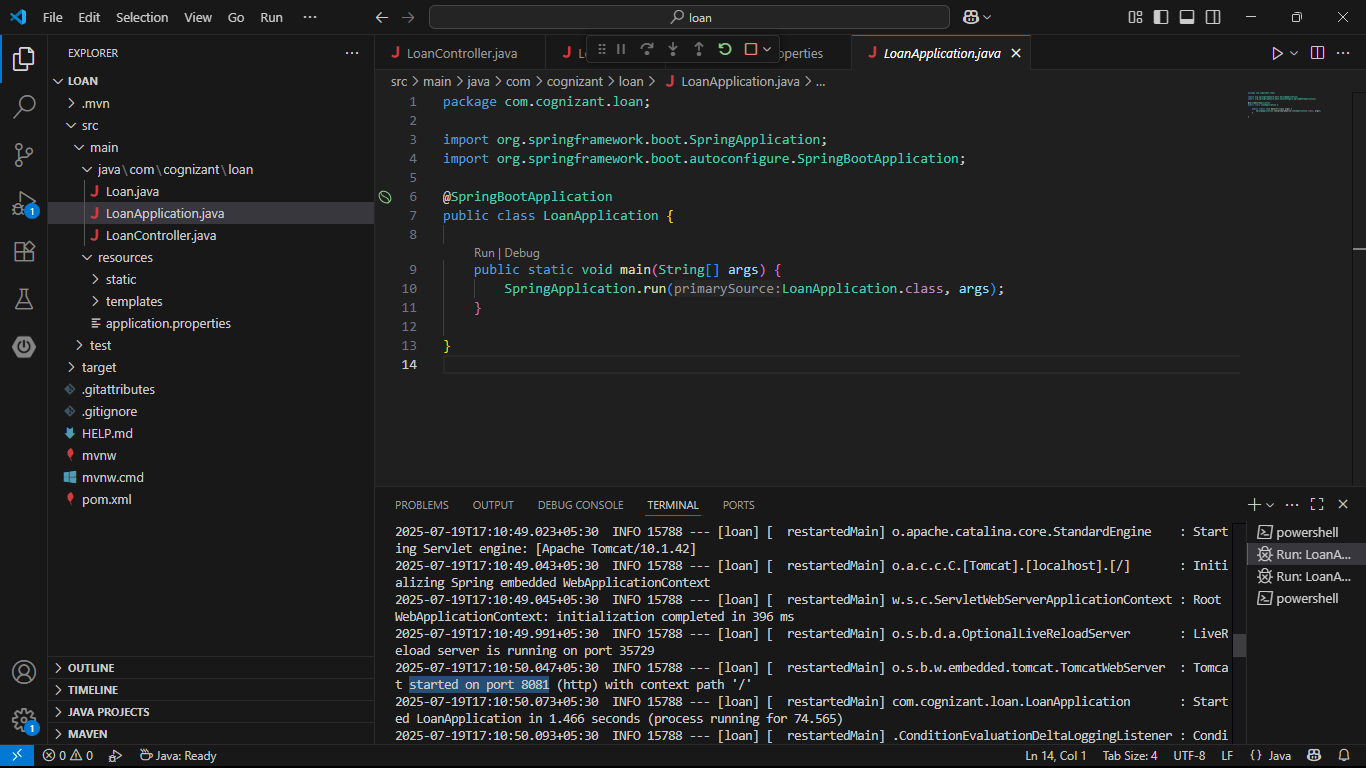 File Edit Selection View Go Run ··· loan
EXPLORER ···
LOAN
.mvn
src
main
java\com\cognizant\loan
Loan.java
LoanApplication.java
LoanController.java
resources
static
templates
application.properties
test
target
.gitattributes
.gitignore
HELP.md
mvnw
mvnw.cmd
pom.xml
OUTLINE
TIMELINE
JAVA PROJECTS
MAVEN
1
1
LoanController.java
LoanApplication.java
src > main > java > com > cognizant > loan > LoanApplication.java > ...
1 package com.cognizant.loan;
2
3 import org.springframework.boot.SpringApplication;
4 import org.springframework.boot.autoconfigure.SpringBootApplication;
5
6 @SpringBootApplication
7 public class LoanApplication {
8
Run | Debug
9 public static void main(String[] args) {
10 SpringApplication.run(primarySource:LoanApplication.class, args);
11 }
12
13 }
14
PROBLEMS OUTPUT DEBUG CONSOLE TERMINAL PORTS
2025-07-19T17:10:49.023+05:30  INFO 15788 --- [loan] [  restartedMain] o.apache.catalina.core.StandardEngine    : Start
ing Servlet engine: [Apache Tomcat/10.1.42]
2025-07-19T17:10:49.043+05:30  INFO 15788 --- [loan] [  restartedMain] o.a.c.c.C.[Tomcat].[localhost].[/]       : Initi
alizing Spring embedded WebApplicationContext
2025-07-19T17:10:49.045+05:30  INFO 15788 --- [loan] [  restartedMain] w.s.c.ServletWebServerApplicationContext : Root 
WebApplicationContext: initialization completed in 396 ms
2025-07-19T17:10:49.991+05:30  INFO 15788 --- [loan] [  restartedMain] o.s.b.d.a.OptionalLiveReloadServer       : LiveR
eload server is running on port 35729
2025-07-19T17:10:50.047+05:30  INFO 15788 --- [loan] [  restartedMain] o.s.b.w.embedded.tomcat.TomcatWebServer  : Tomca
t started on port 8081 (http) with context path '/'
2025-07-19T17:10:50.073+05:30  INFO 15788 --- [loan] [  restartedMain] com.cognizant.loan.LoanApplication       : Start
ed LoanApplication in 1.466 seconds (process running for 74.565)
2025-07-19T17:10:50.093+05:30  INFO 15788 --- [loan] [  restartedMain] .ConditionEvaluationDeltaLoggingListener : Condi
powershell
Run: LoanA...
Run: LoanA...
powershell
0 0 Java: Ready Ln 14, Col 1 Tab Size: 4 UTF-8 LF {} Java